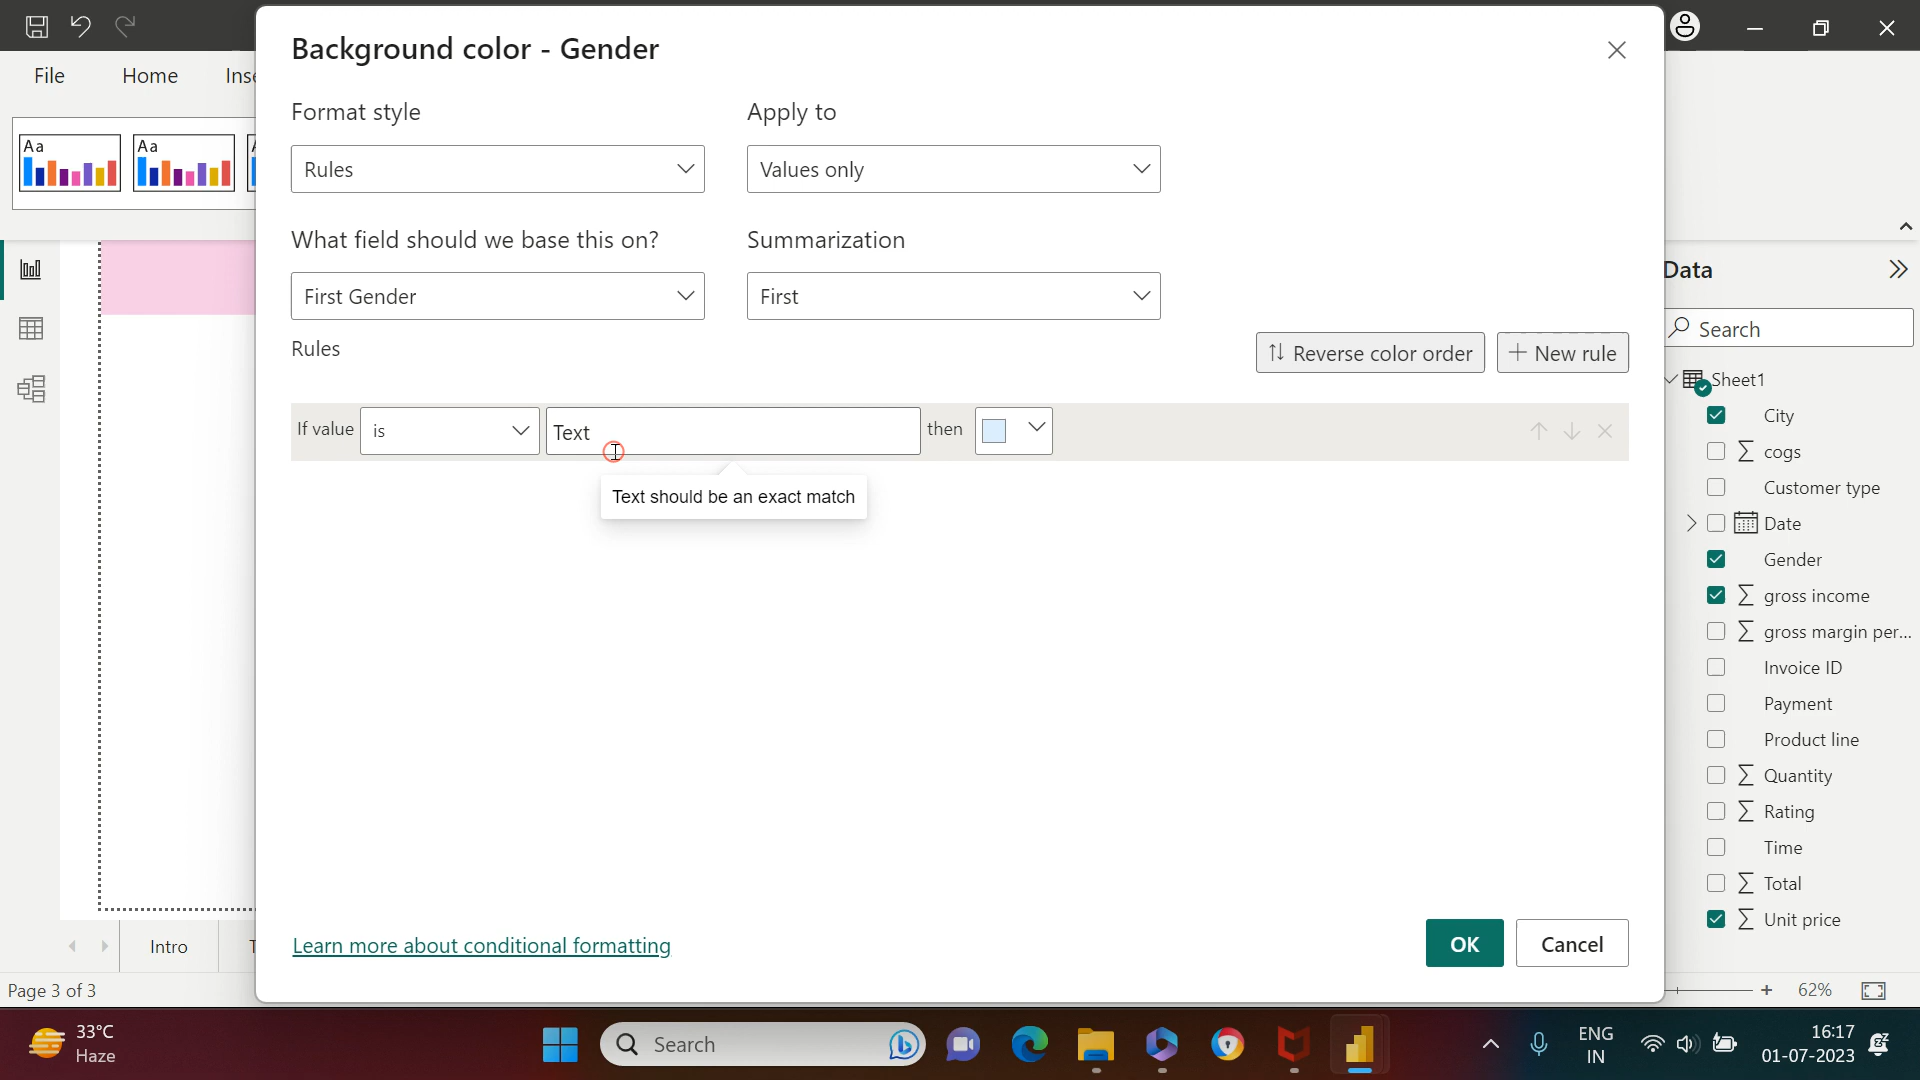 File
Home
Inse
Aa
Aa
Background color - Gender
Format style
Apply to
Rules
Values only
What field should we base this on?
Summarization
First Gender
First
Rules
Reverse color order
New rule
If value
is
Text
then
Text should be an exact match
Learn more about conditional formatting
OK
Cancel
Data
Search
Sheet1
City
cogs
Customer type
Date
Gender
gross income
gross margin per...
Invoice ID
Payment
Product line
Quantity
Rating
Time
Total
Unit price
Intro
Page 3 of 3
62%
33°C
Haze
Search
ENG
IN
16:17
01-07-2023